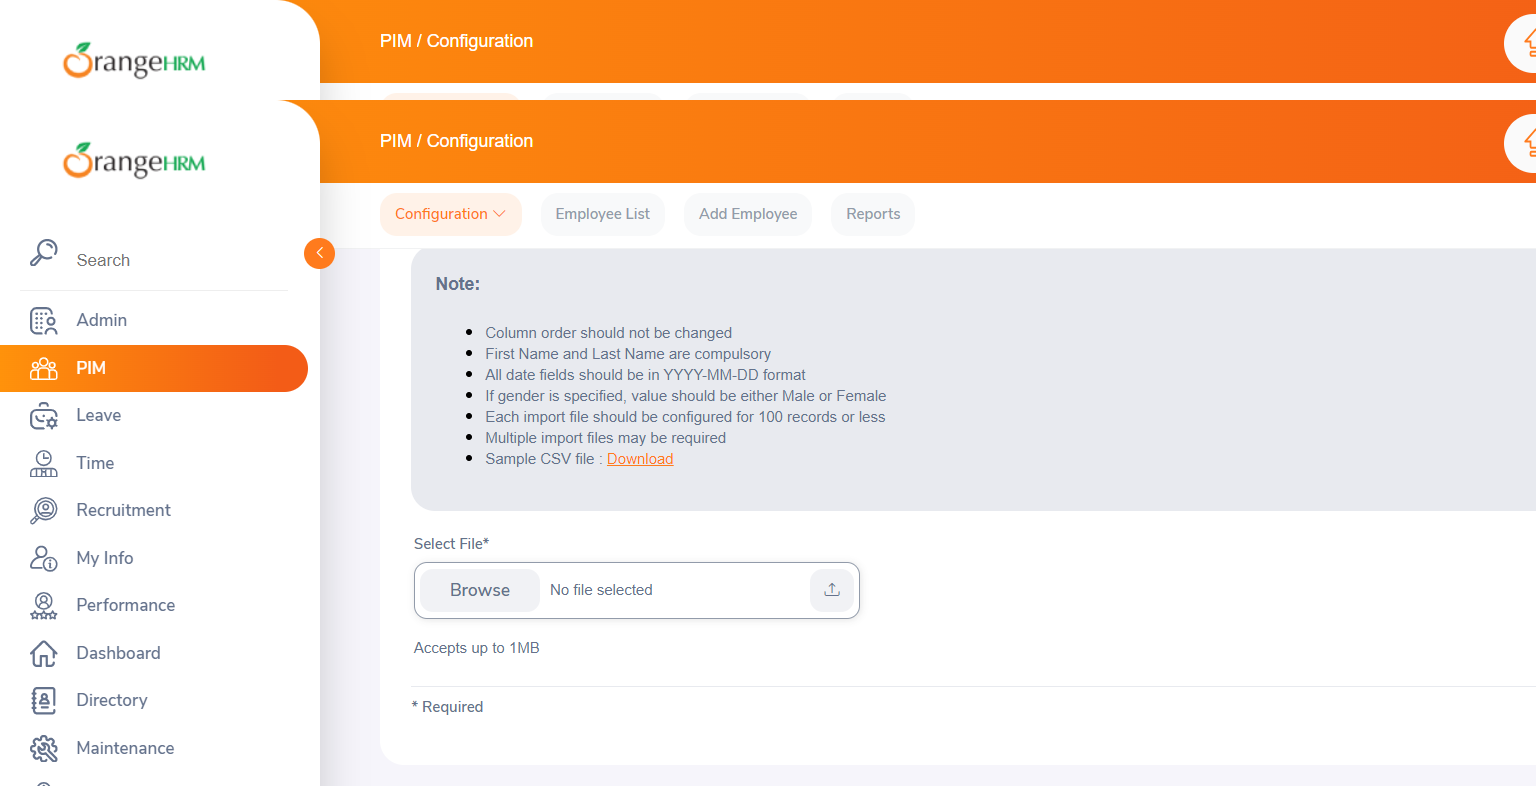 OrangeHRM
PIM / Configuration
OrangeHRM
PIM / Configuration
Configuration
Employee List
Add Employee
Reports
Search
Admin
PIM
Leave
Time
Recruitment
My Info
Performance
Dashboard
Directory
Maintenance
Note:
Column order should not be changed
First Name and Last Name are compulsory
All date fields should be in YYYY-MM-DD format
If gender is specified, value should be either Male or Female
Each import file should be configured for 100 records or less
Multiple import files may be required
Sample CSV file : Download
Select File*
Browse
No file selected
Accepts up to 1MB
* Required